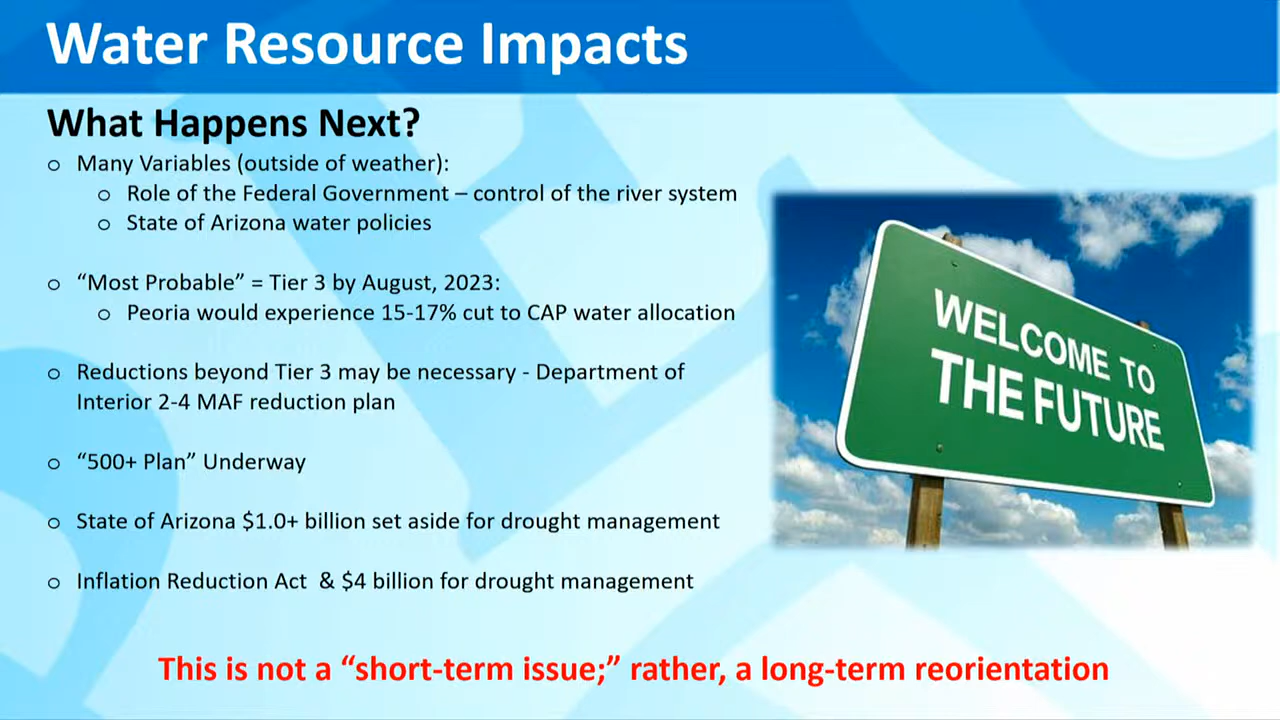 Water Resource Impacts
What Happens Next?
o Many Variables (outside of weather):
o Role of the Federal Government – control of the river system
o State of Arizona water policies
o “Most Probable” = Tier 3 by August, 2023:
o Peoria would experience 15-17% cut to CAP water allocation
o Reductions beyond Tier 3 may be necessary - Department of
Interior 2-4 MAF reduction plan
o “500+ Plan” Underway
o State of Arizona $1.0+ billion set aside for drought management
o Inflation Reduction Act & $4 billion for drought management
WELCOME TO
THE FUTURE
This is not a “short-term issue;” rather, a long-term reorientation